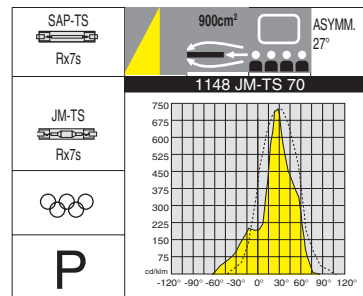 SAP-TS
Rx7s
900cm²
ASYMM.
27°
1148 JM-TS 70
JM-TS
Rx7s
P
750
675
600
525
450
375
300
225
150
75
cd/klm
-120° -90° -60° -30° 0° 30° 60° 90° 120°